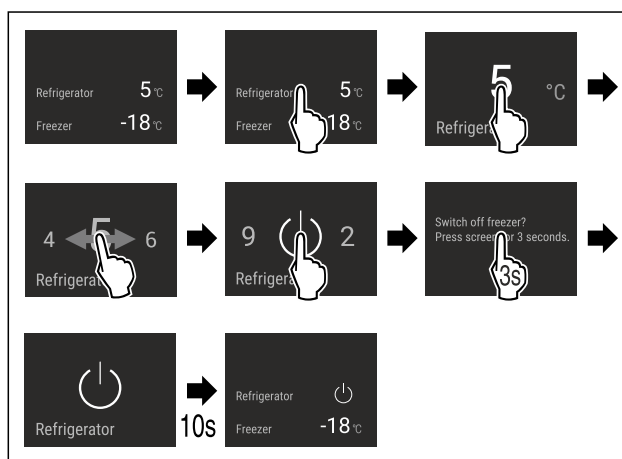 Refrigerator 5 °C
Freezer -18 °C
Refrigerator 5 °C
Freezer 18 °C
5 °C
Refrigera
4 5 6
Refrigerat
9 2
Refrigera
Switch off freezer?
Press screen for 3 seconds.
3s
Refrigerator
10s
Refrigerator
Freezer -18 °C